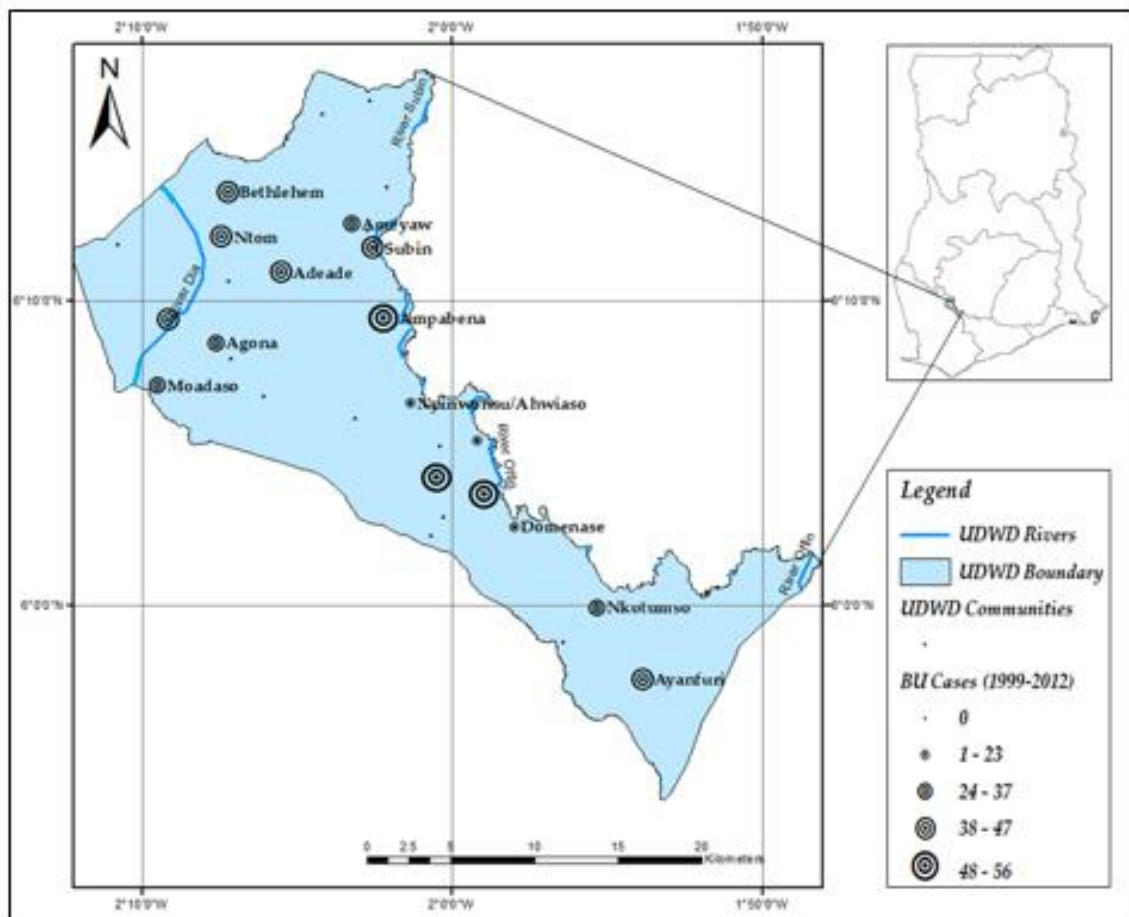 2°10'0"W 2°0'0"W 1°50'0"W
N
River Subin
Bethlehem
Ameyaw
Ntom
Subin
Adeade
6°10'0"N 6°10'0"N
River Dia
Ampabena
Agona
Moadaso
River Offin
Domenase
River Offin
6°0'0"N 6°0'0"N
Nkotumso
Ayanfuri
0 2.5 5 10 15 20
Kilometers
2°10'0"W 2°0'0"W 1°50'0"W
Legend
UDWD Rivers
UDWD Boundary
UDWD Communities
BU Cases (1999-2012)
0
1 - 23
24 - 37
38 - 47
48 - 56